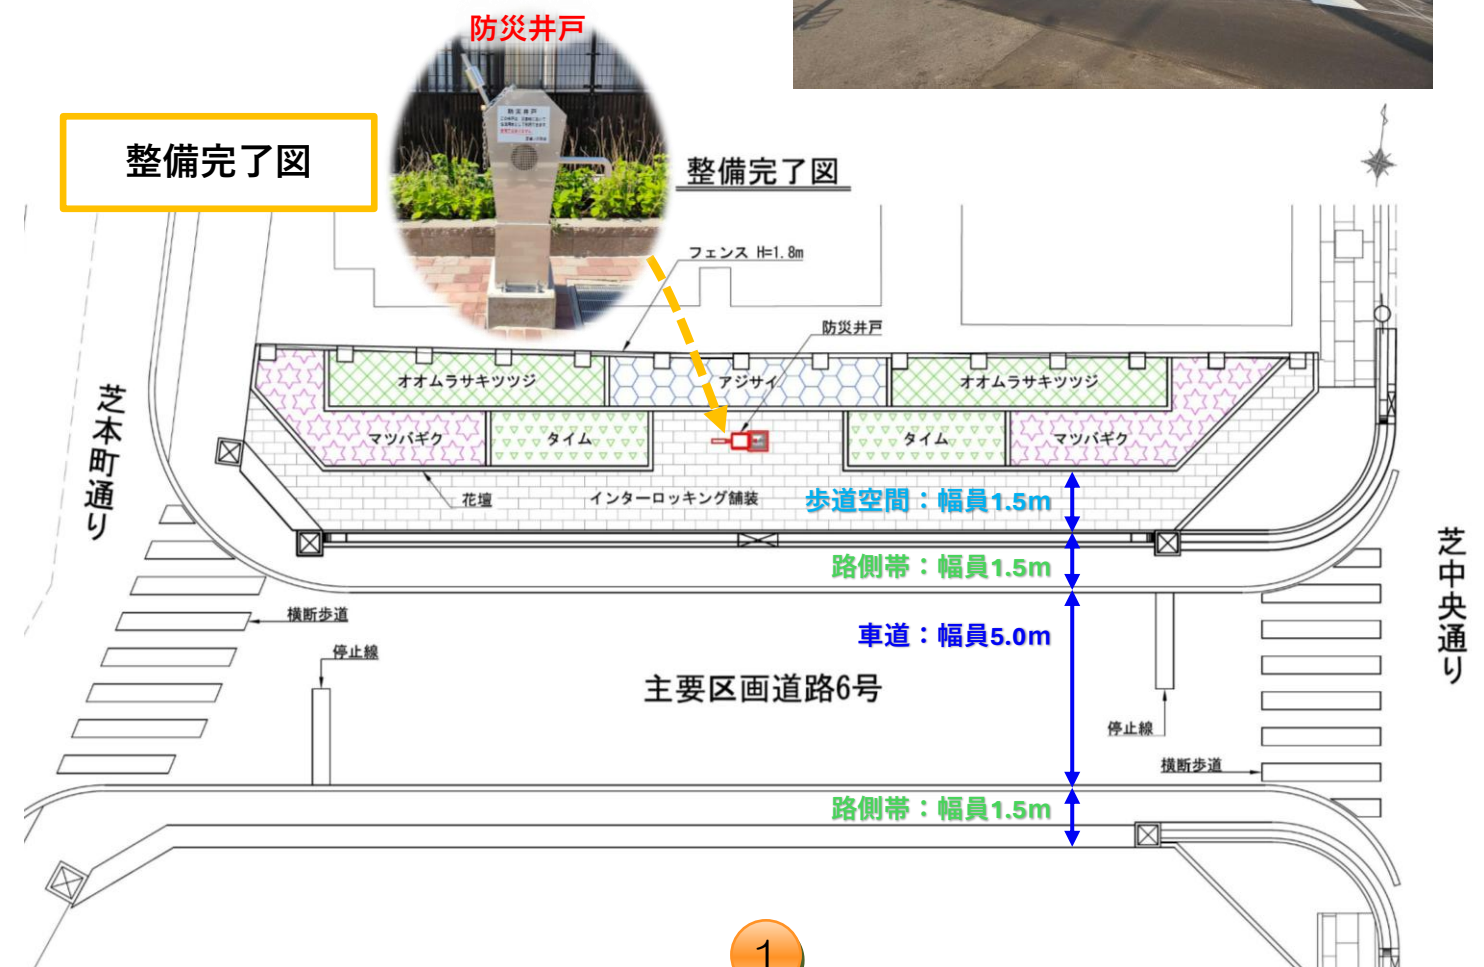 防災井戸
防災井戸
整備完了図
整備完了図
フェンス H=1.8m
防災井戸
オオムラサキツツジ
アジサイ
オオムラサキツツジ
マツバギク
タイム
タイム
マツバギク
花壇
インターロッキング舗装
歩道空間：幅員1.5m
路側帯：幅員1.5m
車道：幅員5.0m
横断歩道
停止線
主要区画道路6号
停止線
横断歩道
路側帯：幅員1.5m
芝本町通り
芝中央通り
1